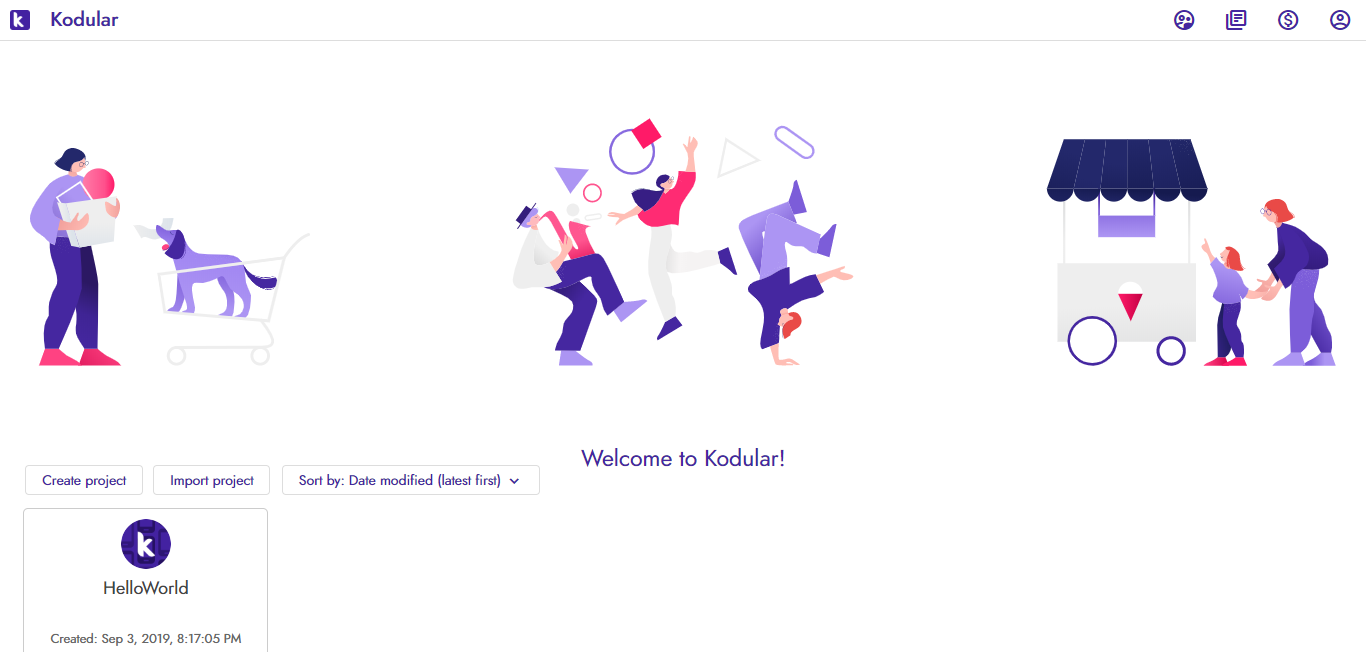 Kodular
Welcome to Kodular!
Create project
Import project
Sort by: Date modified (latest first)
HelloWorld
Created: Sep 3, 2019, 8:17:05 PM